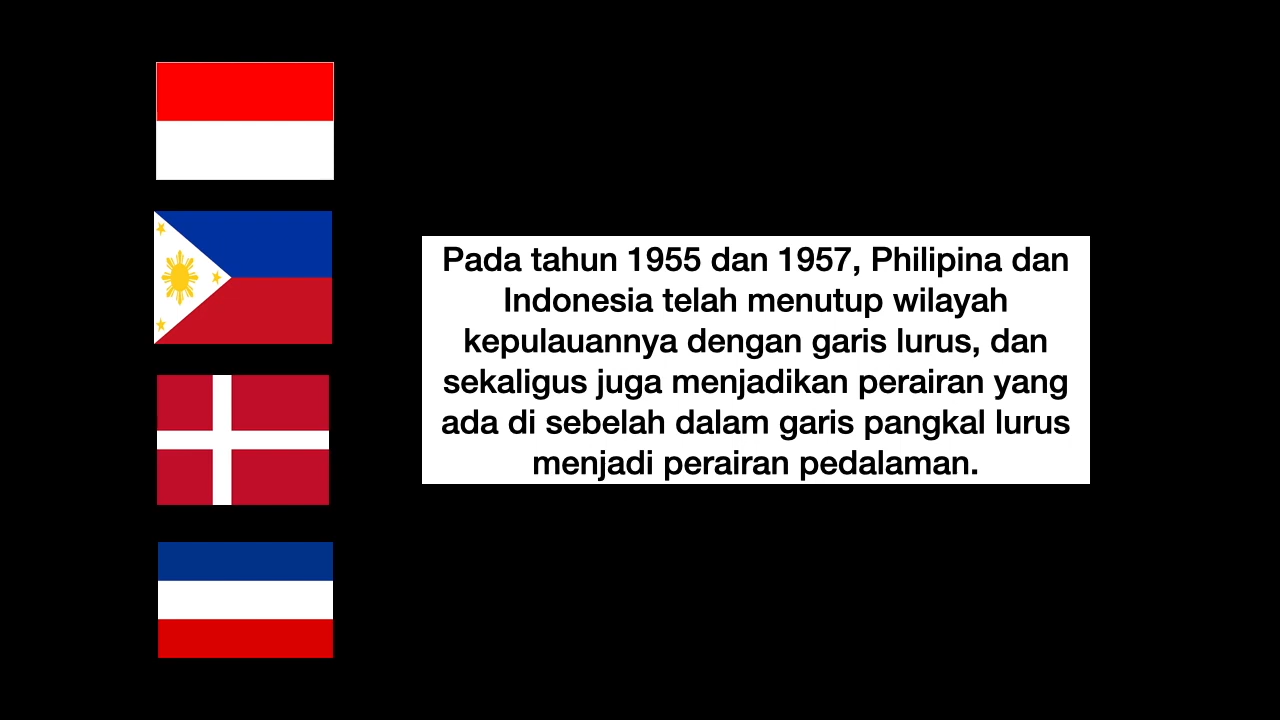 Pada tahun 1955 dan 1957, Philipina dan
Indonesia telah menutup wilayah
kepulauannya dengan garis lurus, dan
sekaligus juga menjadikan perairan yang
ada di sebelah dalam garis pangkal lurus
menjadi perairan pedalaman.